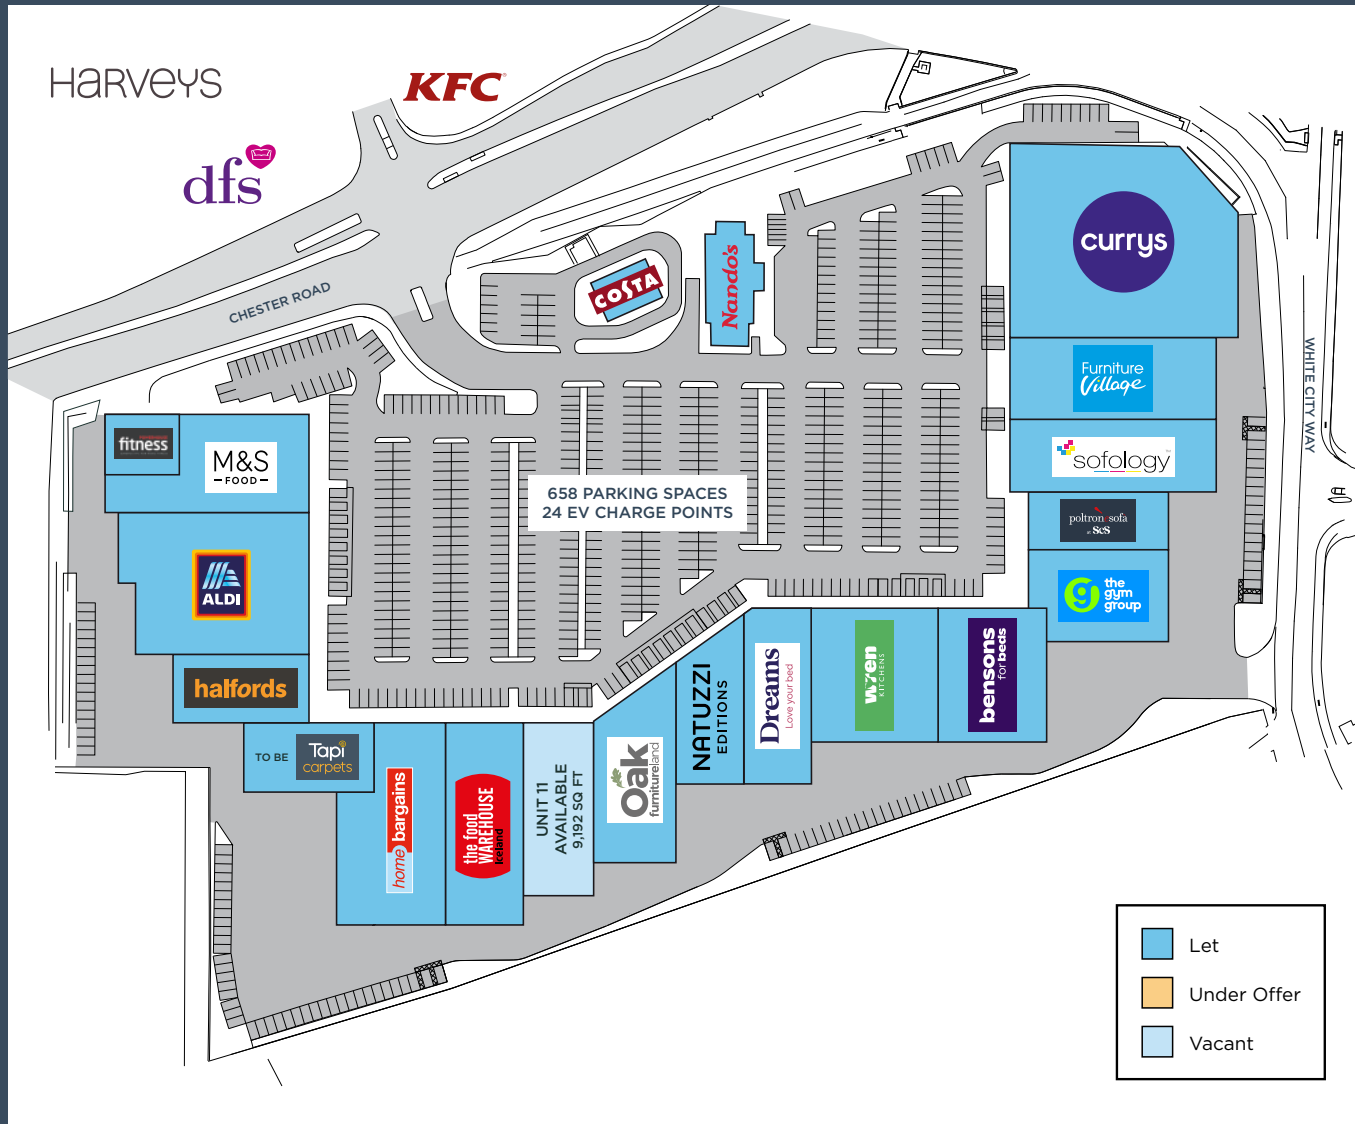 HARVEYS
KFC
dfs
CHESTER ROAD
COSTA
Nando's
currys
Furniture
Village
sofology
poltronesofa
at ScS
the
gym
group
WHITE CITY WAY
fitness
M&S
FOOD
ALDI
halfords
658 PARKING SPACES
24 EV CHARGE POINTS
TO BE
Tapi
carpets
home bargains
the food
WAREHOUSE
Iceland
UNIT 11
AVAILABLE
9,192 SQ FT
Oak
furnitureland
NATUZZI
EDITIONS
Dreams
Love your bed
wren
KITCHENS
bensons
for beds
Let
Under Offer
Vacant